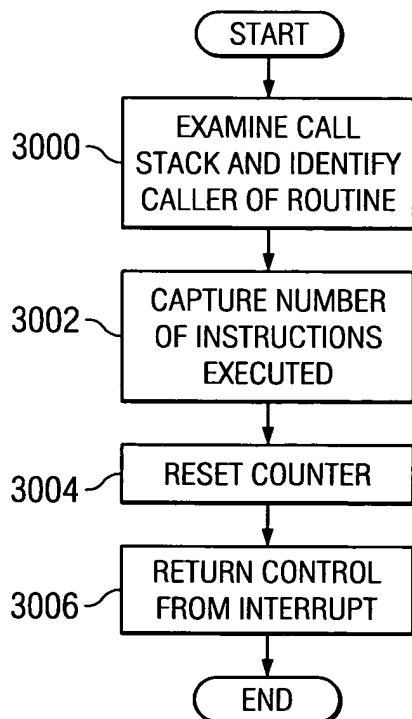 START
3000
EXAMINE CALL
STACK AND IDENTIFY
CALLER OF ROUTINE
3002
CAPTURE NUMBER
OF INSTRUCTIONS
EXECUTED
3004
RESET COUNTER
3006
RETURN CONTROL
FROM INTERRUPT
END